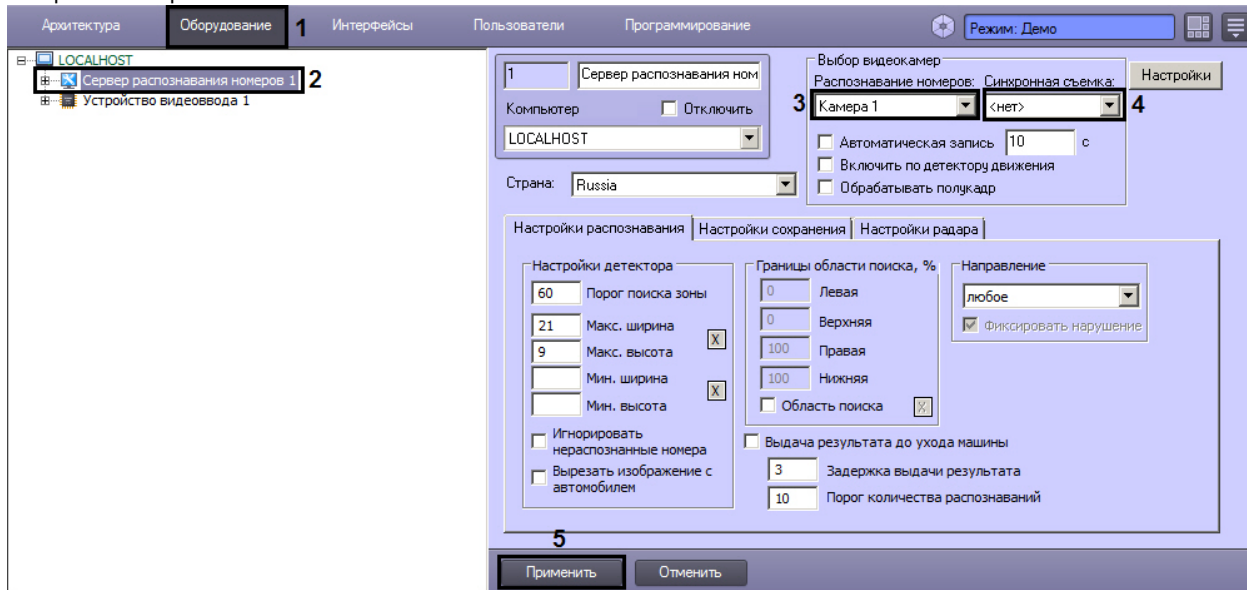 Архитектура Оборудование 1 Интерфейсы Пользователи Программирование Режим: Демо
LOCALHOST
Сервер распознавания номеров 1 2
Устройство видеоввода 1
1 Сервер распознавания ном
Компьютер Отключить
LOCALHOST
Страна: Russia
Выбор видеокамер
Распознавание номеров: Синхронная съемка: Настройки
3 Камера 1 <нет> 4
Автоматическая запись 10 с
Включить по детектору движения
Обрабатывать полукадр
Настройки распознавания Настройки сохранения Настройки радара
Настройки детектора
60 Порог поиска зоны
21 Макс. ширина X
9 Макс. высота
Мин. ширина X
Мин. высота
Игнорировать
нераспознанные номера
Вырезать изображение с
автомобилем
Границы области поиска, %
0 Левая
0 Верхняя
100 Правая
100 Нижняя
Область поиска X
Направление
любое
Фиксировать нарушение
Выдача результата до ухода машины
3 Задержка выдачи результата
10 Порог количества распознаваний
5
Применить Отменить